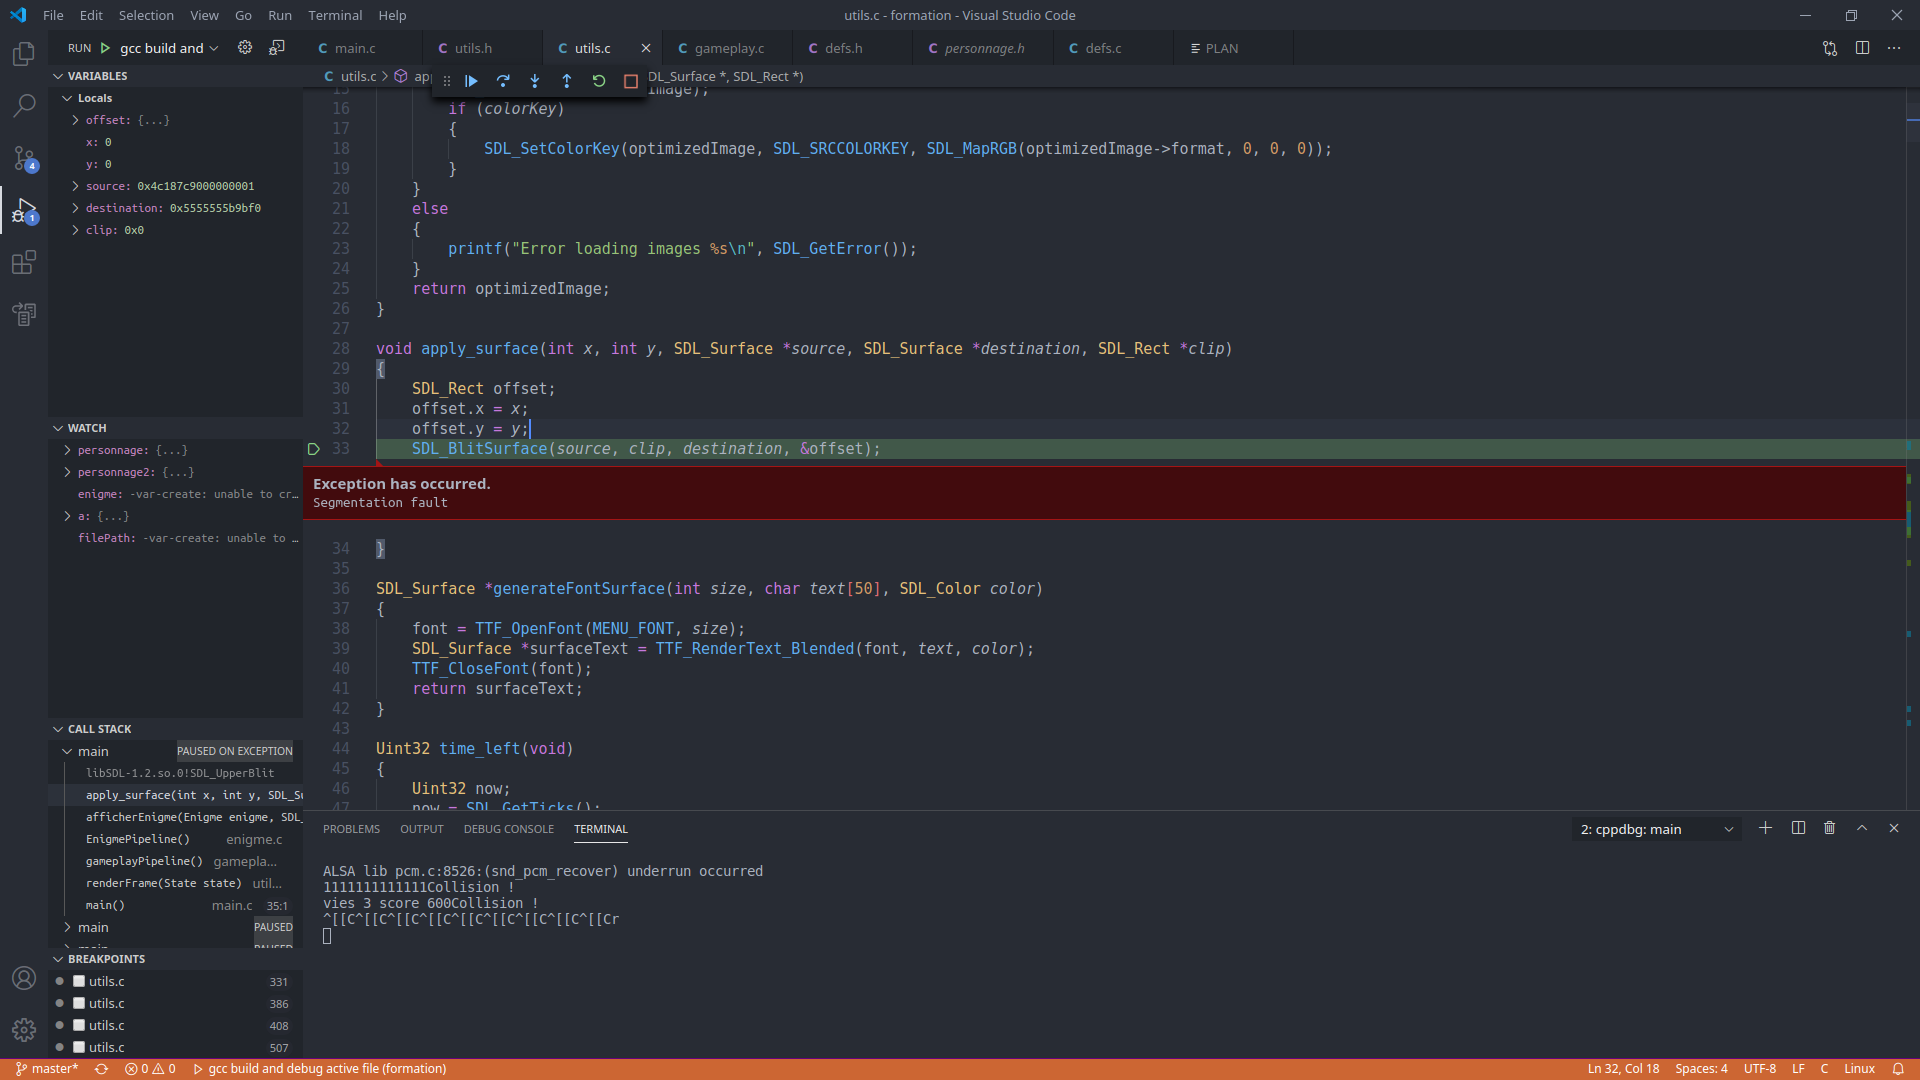 File Edit Selection View Go Run Terminal Help
utils.c - formation - Visual Studio Code
RUN gcc build and
main.c utils.h utils.c gameplay.c defs.h personnage.h defs.c PLAN
utils.c > app
DL_Surface *, SDL_Rect *)
VARIABLES
Locals
offset: {...}
x: 0
y: 0
source: 0x4c187c9000000001
destination: 0x5555555b9bf0
clip: 0x0
WATCH
personnage: {...}
personnage2: {...}
enigme: -var-create: unable to cr…
a: {...}
filePath: -var-create: unable to …
CALL STACK
main PAUSED ON EXCEPTION
libSDL-1.2.so.0!SDL_UpperBlit
apply_surface(int x, int y, SDL_Su
afficherEnigme(Enigme enigme, SDL_
EnigmePipeline() enigme.c
gameplayPipeline() gamepla...
renderFrame(State state) util...
main() main.c 35:1
main PAUSED
main PAUSED
BREAKPOINTS
utils.c 331
utils.c 386
utils.c 408
utils.c 507
4
1
15 image);
16 if (colorKey)
17 {
18 SDL_SetColorKey(optimizedImage, SDL_SRCCOLORKEY, SDL_MapRGB(optimizedImage->format, 0, 0, 0));
19 }
20 }
21 else
22 {
23 printf("Error loading images %s\n", SDL_GetError());
24 }
25 return optimizedImage;
26 }
27
28 void apply_surface(int x, int y, SDL_Surface *source, SDL_Surface *destination, SDL_Rect *clip)
29 {
30 SDL_Rect offset;
31 offset.x = x;
32 offset.y = y;
33 SDL_BlitSurface(source, clip, destination, &offset);
Exception has occurred.
Segmentation fault
34 }
35
36 SDL_Surface *generateFontSurface(int size, char text[50], SDL_Color color)
37 {
38 font = TTF_OpenFont(MENU_FONT, size);
39 SDL_Surface *surfaceText = TTF_RenderText_Blended(font, text, color);
40 TTF_CloseFont(font);
41 return surfaceText;
42 }
43
44 Uint32 time_left(void)
45 {
46 Uint32 now;
47 now = SDL_GetTicks();
PROBLEMS OUTPUT DEBUG CONSOLE TERMINAL
2: cppdbg: main
ALSA lib pcm.c:8526:(snd_pcm_recover) underrun occurred
1111111111111Collision !
vies 3 score 600Collision !
^[[C^[[C^[[C^[[C^[[C^[[C^[[C^[[C^[[Cr
master* 0 0 gcc build and debug active file (formation)
Ln 32, Col 18 Spaces: 4 UTF-8 LF C Linux